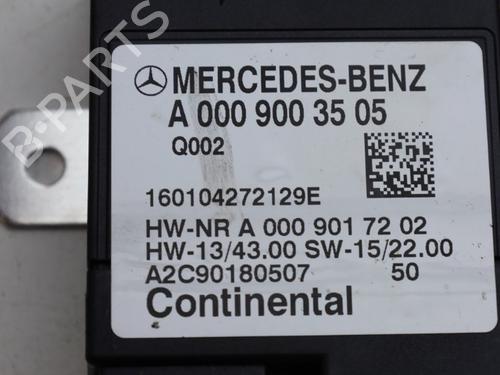 MERCEDES-BENZ
A 000 900 35 05
Q002
160104272129E
HW-NR A 000 901 72 02
HW-13/43.00 SW-15/22.00
A2C90180507 50
Continental
B-PARTS